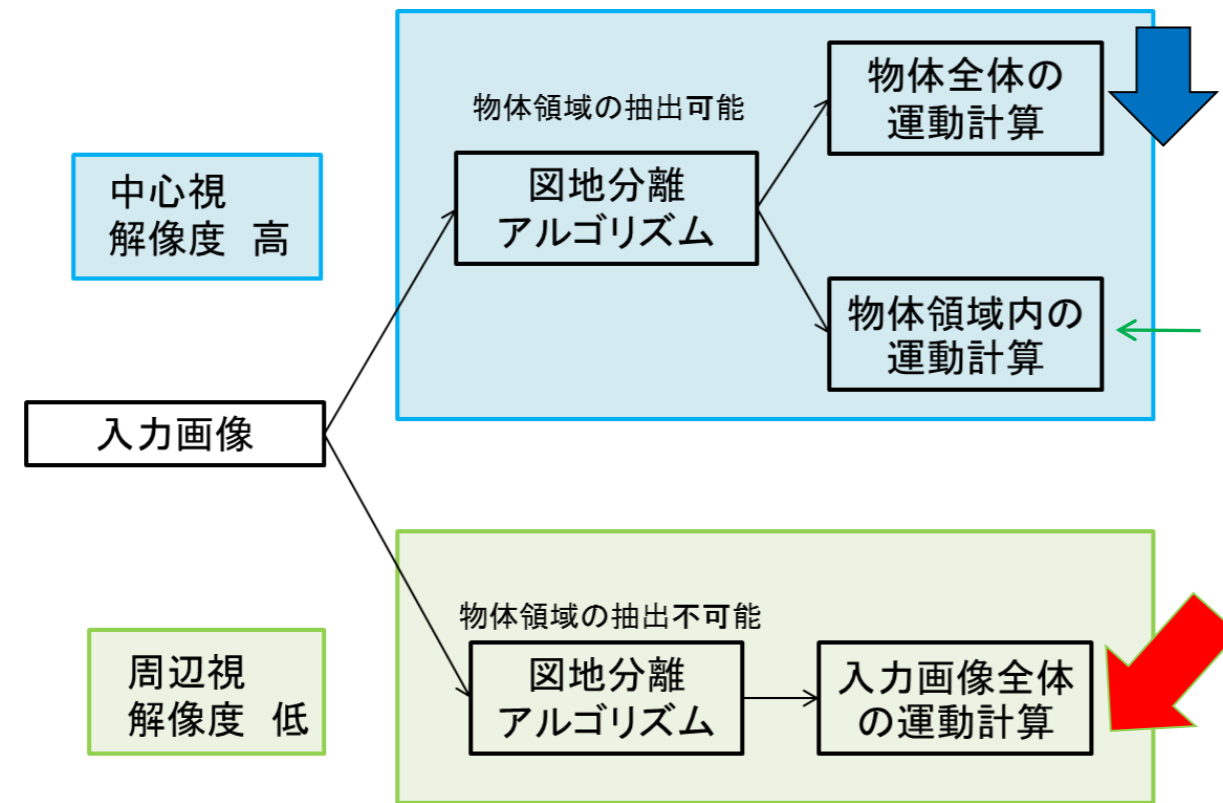 物体領域の抽出可能
物体全体の
運動計算
中心視
解像度　高
図地分離
アルゴリズム
物体領域内の
運動計算
入力画像
物体領域の抽出不可能
周辺視
解像度　低
図地分離
アルゴリズム
入力画像全体
の運動計算